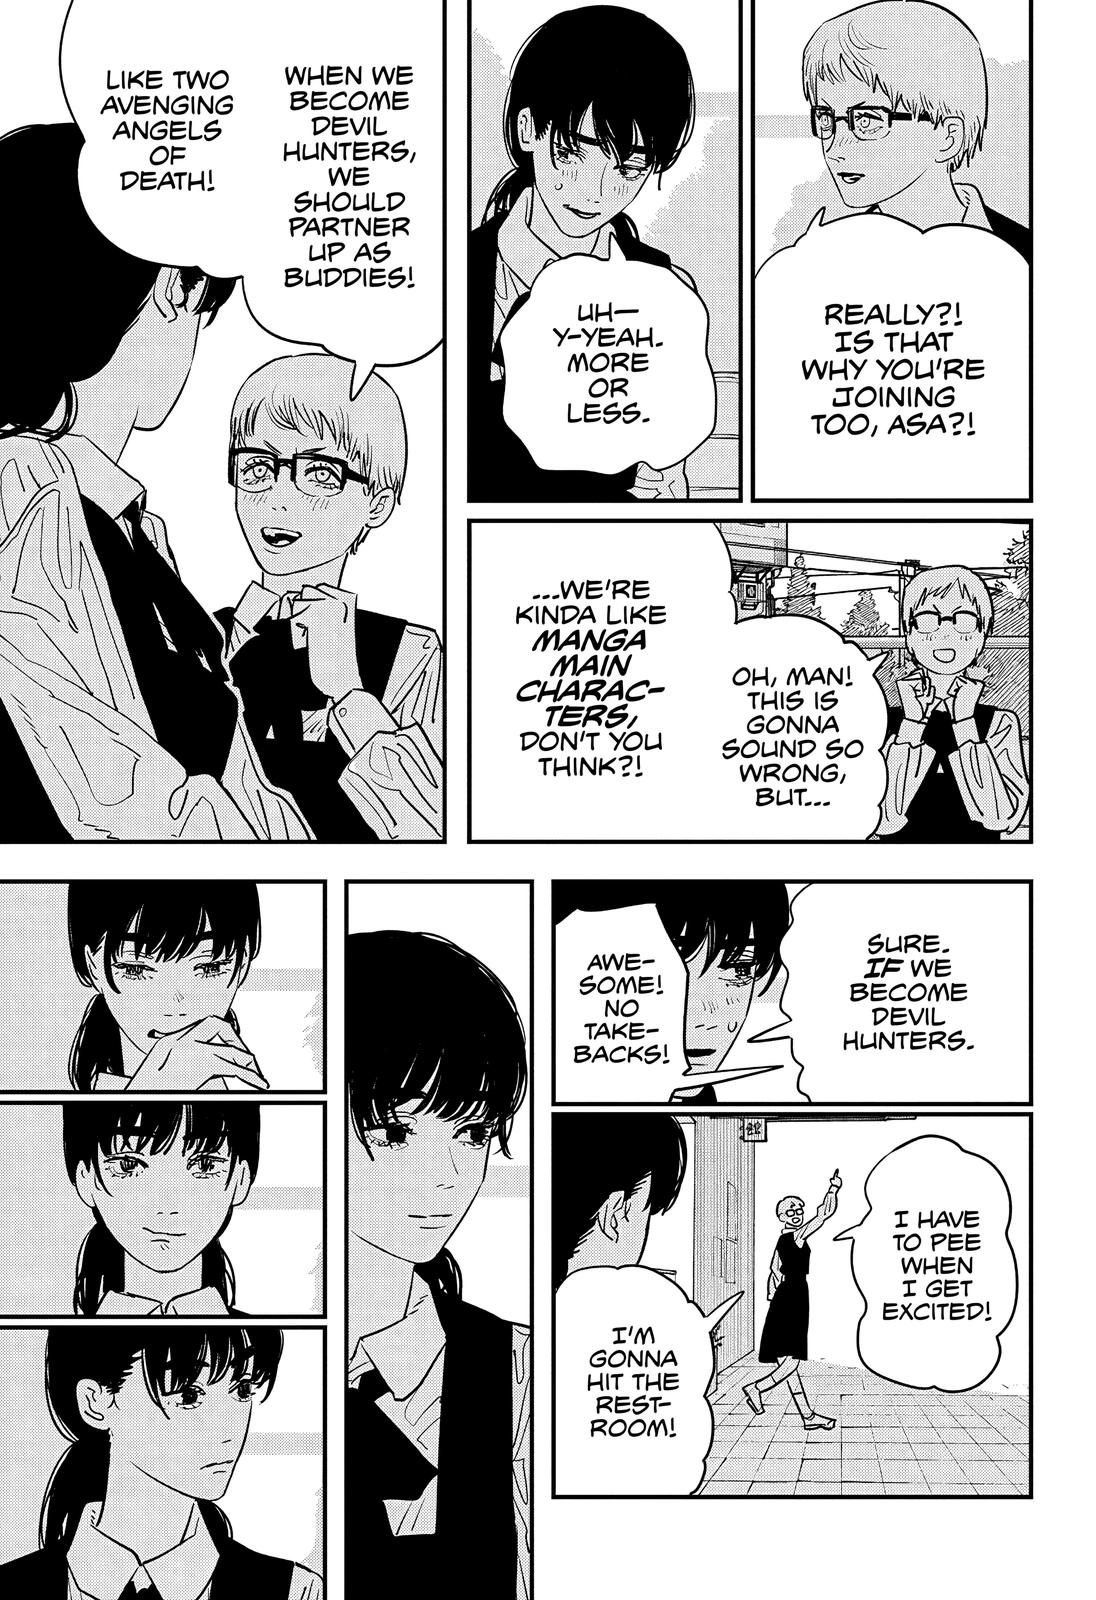 REALLY?!
IS THAT
WHY YOU'RE
JOINING
TOO, ASA?!
UH—
Y-YEAH.
MORE
OR
LESS.
OH, MAN!
THIS IS
GONNA
SOUND SO
WRONG,
BUT...
...WE'RE
KINDA LIKE
MANGA
MAIN
CHARAC-
TERS,
DON'T YOU
THINK?!
WHEN WE
BECOME
DEVIL
HUNTERS,
WE
SHOULD
PARTNER
UP AS
BUDDIES!
LIKE TWO
AVENGING
ANGELS
OF
DEATH!
SURE.
IF WE
BECOME
DEVIL
HUNTERS.
AWE-
SOME!
NO
TAKE-
BACKS!
I HAVE
TO PEE
WHEN
I GET
EXCITED!
I'M
GONNA
HIT THE
REST-
ROOM!